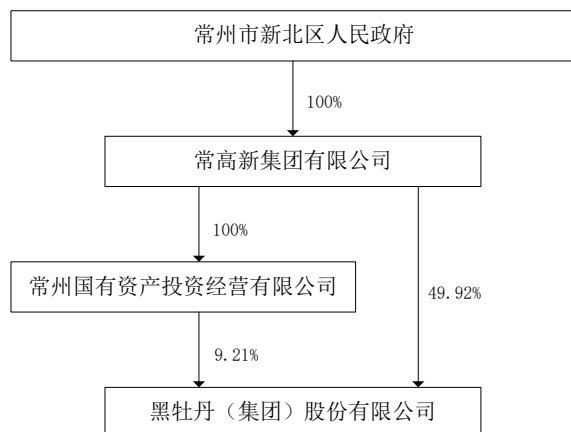 常州市新北区人民政府
100%
常高新集团有限公司
100%
常州国有资产投资经营有限公司
49.92%
9.21%
黑牡丹（集团）股份有限公司